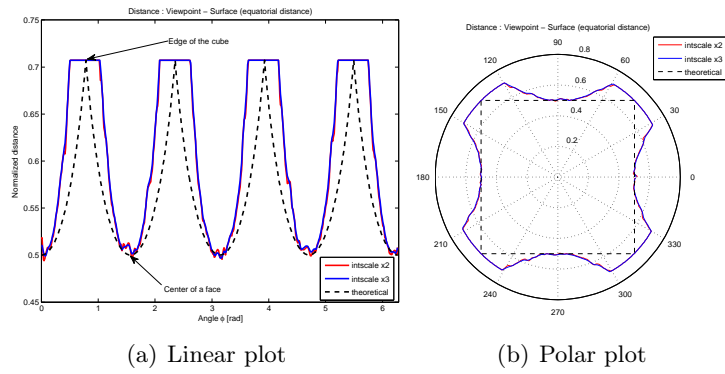 Distance : Viewpoint − Surface (equatorial distance)
0.75
0.7
0.65
0.6
0.55
0.5
0.45
Normalized distance
Edge of the cube
Center of a face
intscale x2
intscale x3
theoretical
0 1 2 3 4 5 6
Angle ϕ [rad]
(a) Linear plot
Distance : Viewpoint − Surface (equatorial distance)
intscale x2
intscale x3
theoretical
90
120 60
0.8
0.6
150 30
0.4
0.2
180 0
210 330
240 300
270
(b) Polar plot